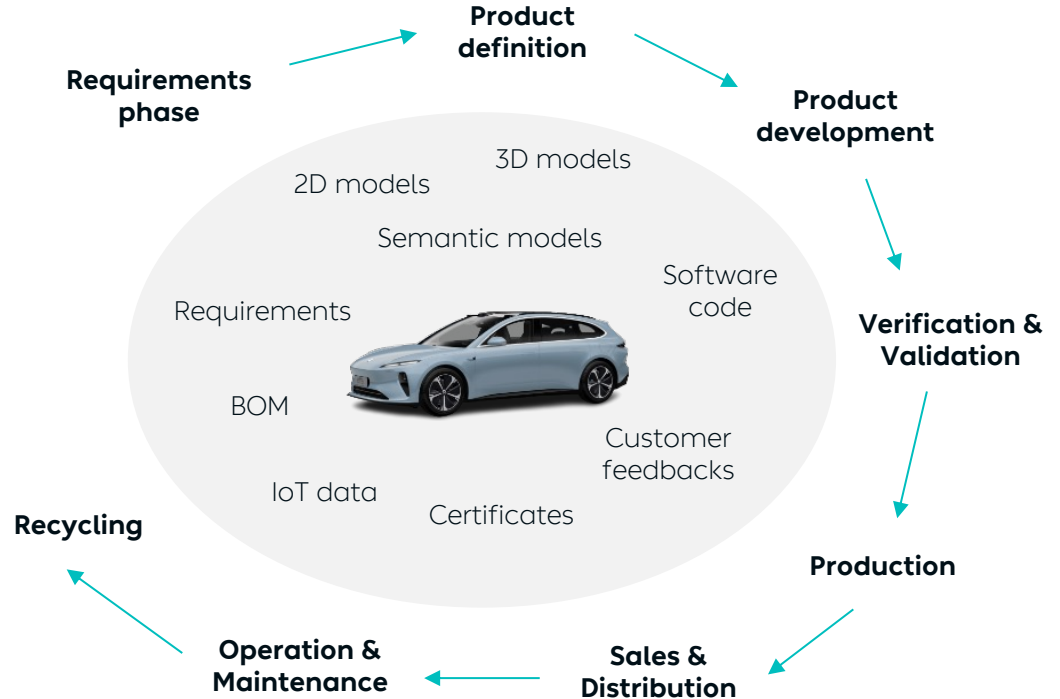 Product
definition
Requirements
phase
Product
development
3D models
2D models
Semantic models
Software
code
Requirements
Verification &
Validation
BOM
Customer
feedbacks
IoT data
Certificates
Recycling
Production
Operation &
Maintenance
Sales &
Distribution